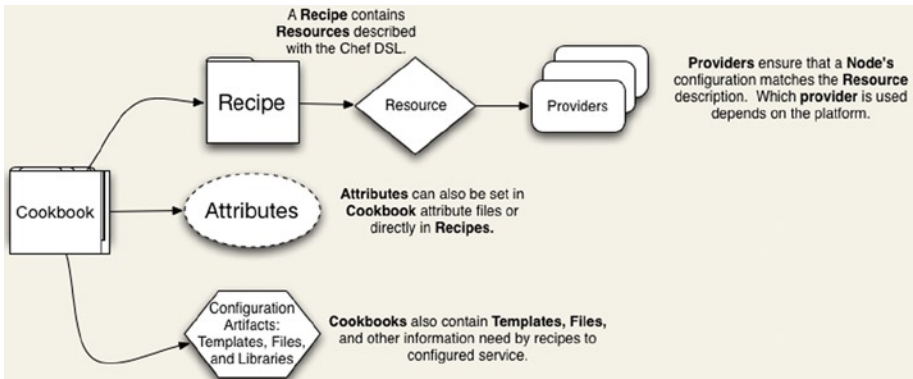 A Recipe contains
Resources described
with the Chef DSL.
Recipe
Resource
Providers
Providers ensure that a Node's
configuration matches the Resource
description. Which provider is used
depends on the platform.
Cookbook
Attributes
Attributes can also be set in
Cookbook attribute files or
directly in Recipes.
Configuration
Artifacts:
Templates, Files,
and Libraries
Cookbooks also contain Templates, Files,
and other information need by recipes to
configured service.